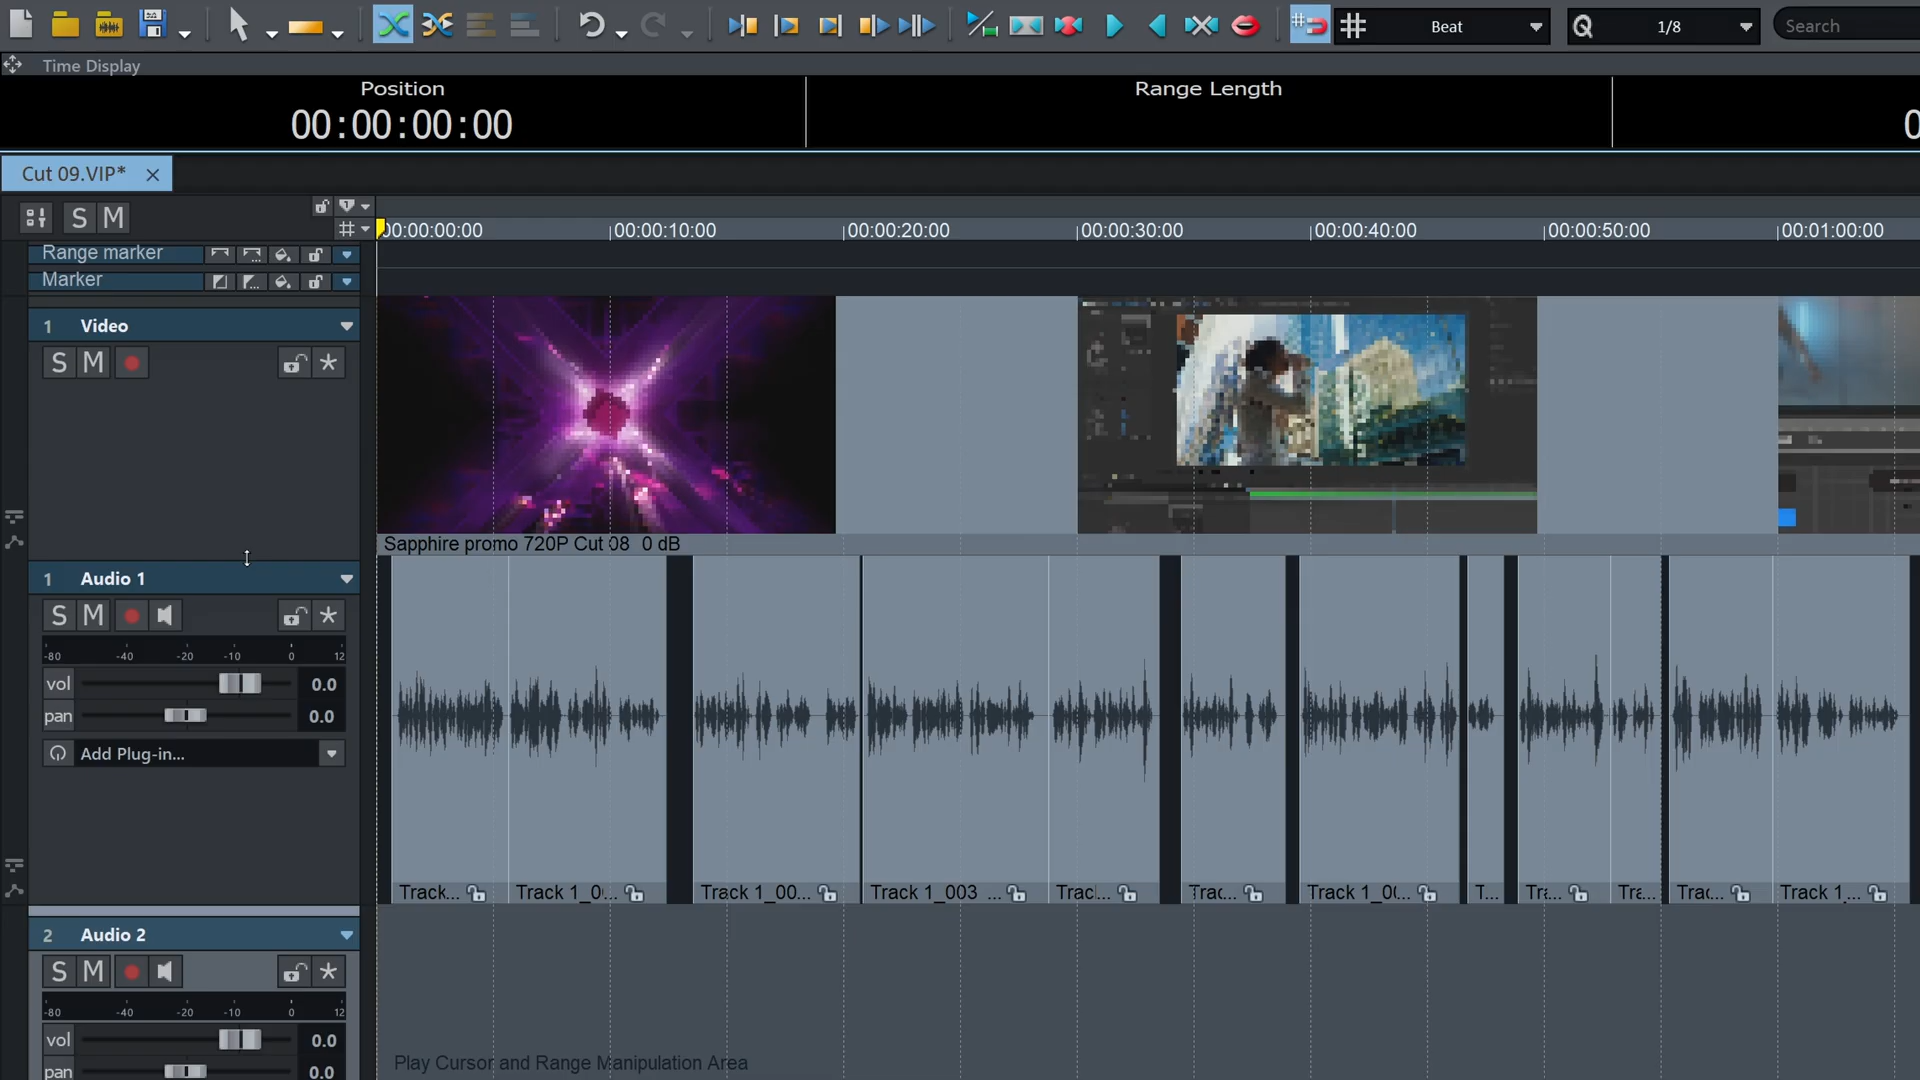 Beat
Q 1/8
Search
Time Display
Position
Range Length
00:00:00:00
0
Cut 09.VIP*
S M
00:00:00:00 00:00:10:00 00:00:20:00 00:00:30:00 00:00:40:00 00:00:50:00 00:01:00:00
Range marker
Marker
1 Video
S M
Sapphire promo 720P Cut 08 0 dB
1 Audio 1
S M
-80 -40 -20 -10 0 12
vol 0.0
pan 0.0
Add Plug-in...
Track... Track 1_0(... Track 1_00... Track 1_003 ... Trac(... Trac... Track 1_0(... T... Tra... Tra... Trac... Track 1_...
2 Audio 2
S M
-80 -40 -20 -10 0 12
vol 0.0
pan 0.0
Play Cursor and Range Manipulation Area